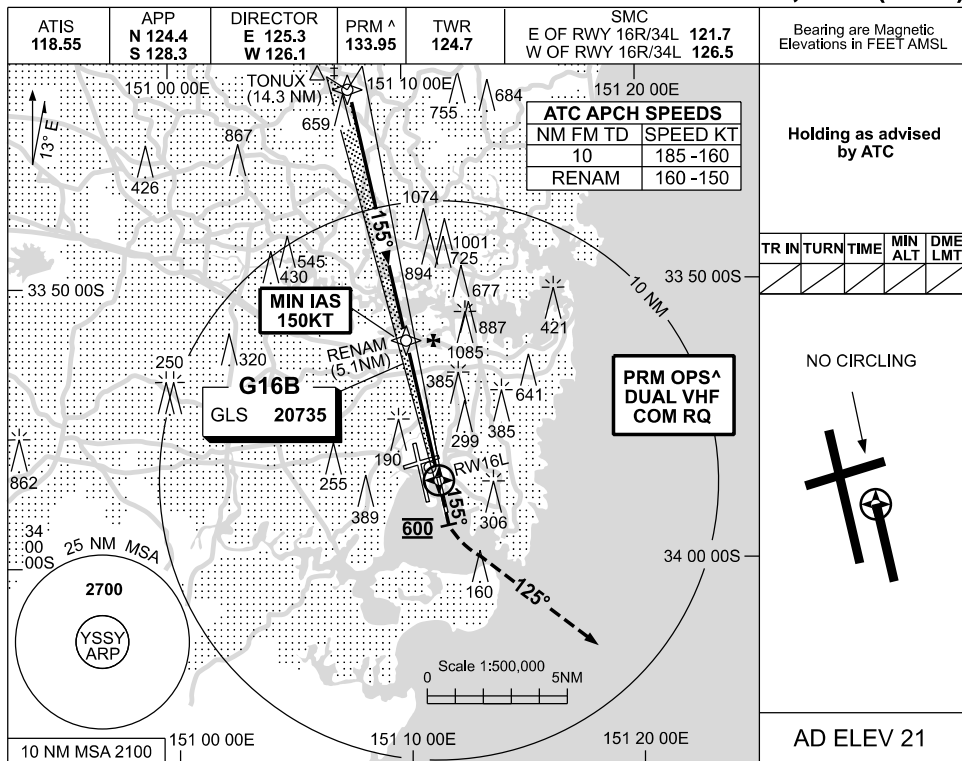 ATIS
118.55
APP
N 124.4
S 128.3
DIRECTOR
E 125.3
W 126.1
PRM ^
133.95
TWR
124.7
SMC
E OF RWY 16R/34L 121.7
W OF RWY 16R/34L 126.5
Bearing are Magnetic
Elevations in FEET AMSL
TONUX
(14.3 NM)
151 00 00E
151 10 00E
151 20 00E
13° E
659
755
684
867
426
ATC APCH SPEEDS
NM FM TD SPEED KT
10 185 -160
RENAM 160 -150
Holding as advised
by ATC
TR IN TURN TIME MIN ALT DME LMT
155°
1074
1001
725
894
545
430
677
33 50 00S
33 50 00S
10 NM
MIN IAS
150KT
887
1085
421
RENAM
(5.1NM)
320
250
385
641
G16B
GLS 20735
PRM OPS^
DUAL VHF
COM RQ
NO CIRCLING
385
299
190
RW16L
862
255
389
306
155°
600
34
00
00S
34 00 00S
25 NM MSA
2700
YSSY
ARP
160
125°
Scale 1:500,000
0 5NM
10 NM MSA 2100
151 00 00E
151 10 00E
151 20 00E
AD ELEV 21